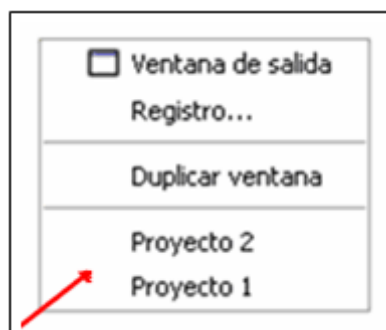 Ventana de salida
Registro...
Duplicar ventana
Proyecto 2
Proyecto 1